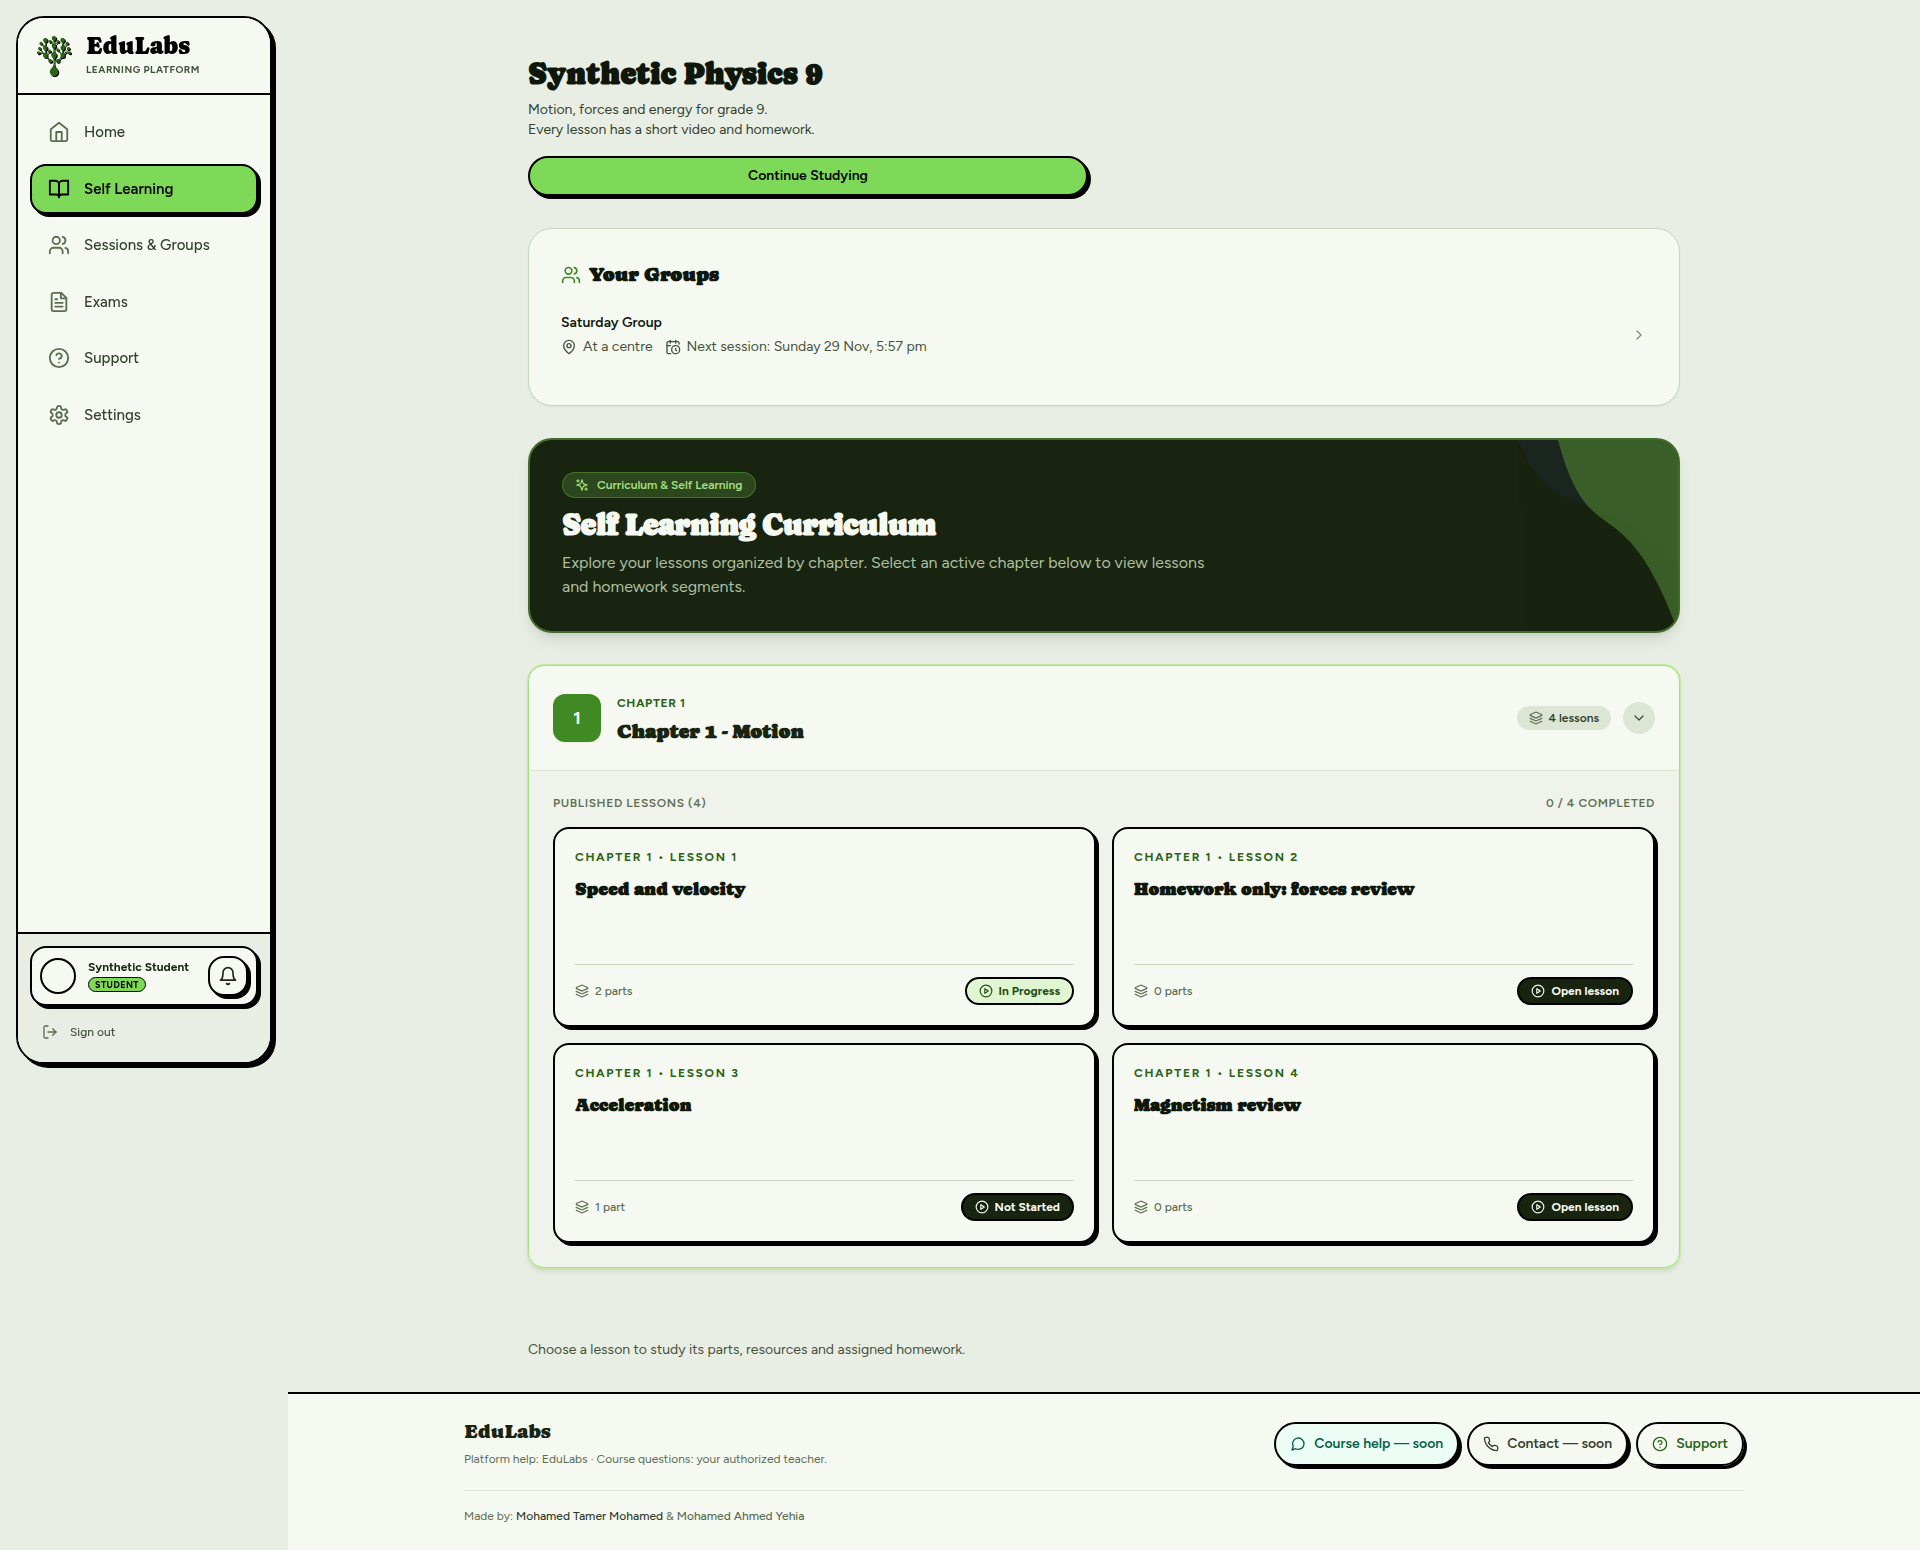 EduLabs
LEARNING PLATFORM
Home
Self Learning
Sessions & Groups
Exams
Support
Settings
Synthetic Student
STUDENT
Sign out
Synthetic Physics 9
Motion, forces and energy for grade 9.
Every lesson has a short video and homework.
Continue Studying
Your Groups
Saturday Group
At a centre Next session: Sunday 29 Nov, 5:57 pm
Curriculum & Self Learning
Self Learning Curriculum
Explore your lessons organized by chapter. Select an active chapter below to view lessons
and homework segments.
1
CHAPTER 1
Chapter 1 - Motion
4 lessons
PUBLISHED LESSONS (4)
0 / 4 COMPLETED
CHAPTER 1 • LESSON 1
Speed and velocity
2 parts
In Progress
CHAPTER 1 • LESSON 2
Homework only: forces review
0 parts
Open lesson
CHAPTER 1 • LESSON 3
Acceleration
1 part
Not Started
CHAPTER 1 • LESSON 4
Magnetism review
0 parts
Open lesson
Choose a lesson to study its parts, resources and assigned homework.
EduLabs
Platform help: EduLabs · Course questions: your authorized teacher.
Course help — soon
Contact — soon
Support
Made by: Mohamed Tamer Mohamed & Mohamed Ahmed Yehia